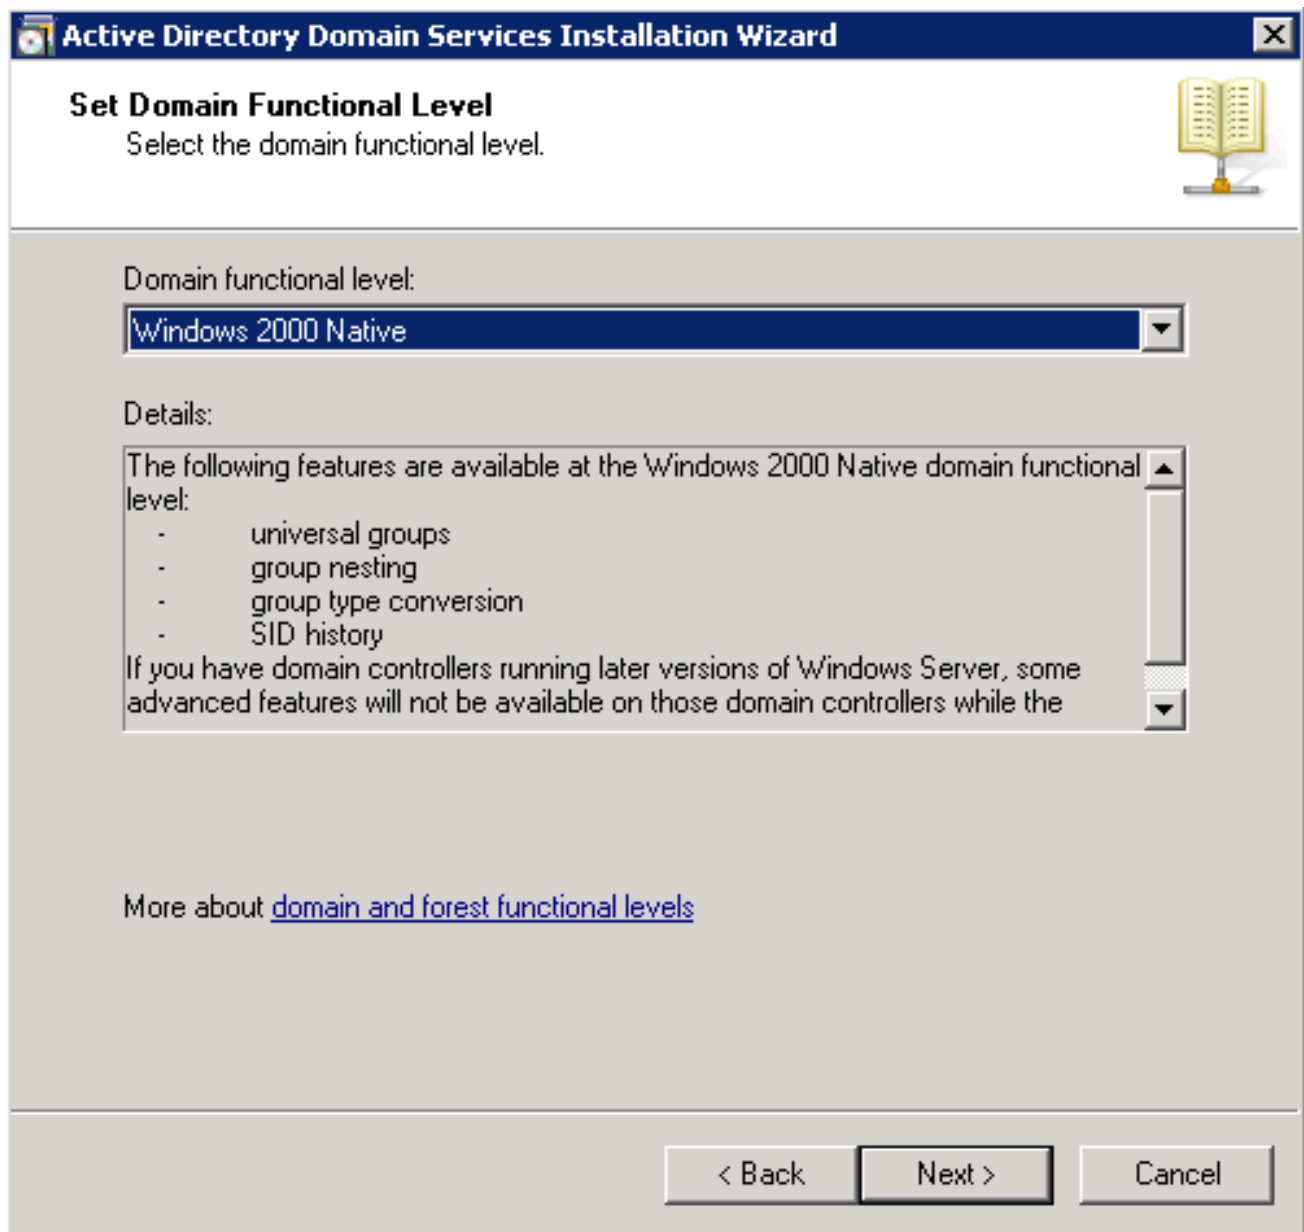 Active Directory Domain Services Installation Wizard
Set Domain Functional Level
Select the domain functional level.
Domain functional level:
Windows 2000 Native
Details:
The following features are available at the Windows 2000 Native domain functional
level:
- universal groups
- group nesting
- group type conversion
- SID history
If you have domain controllers running later versions of Windows Server, some
advanced features will not be available on those domain controllers while the
More about domain and forest functional levels
< Back Next > Cancel